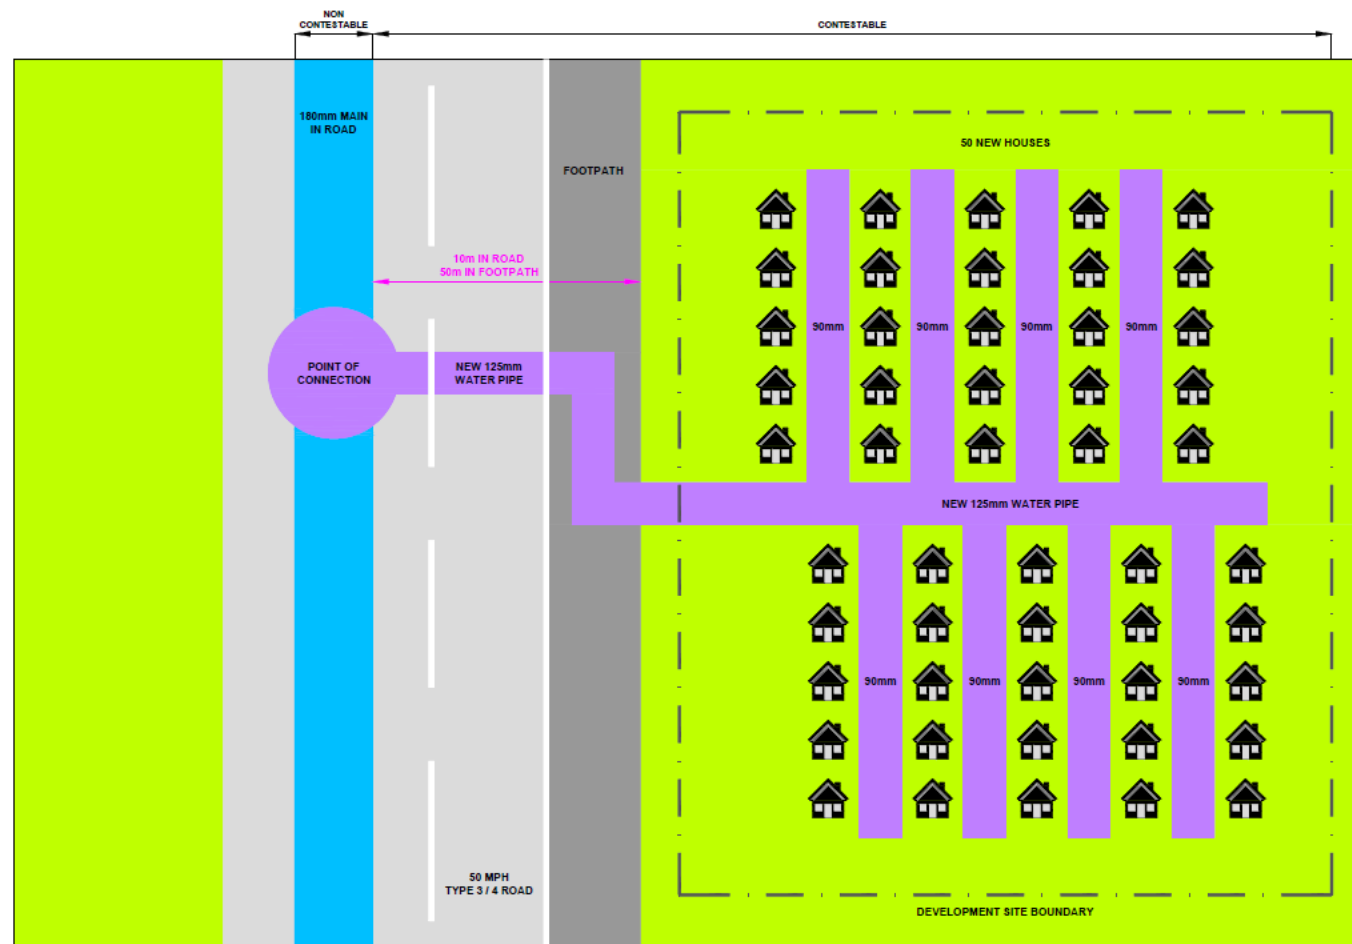 NON
CONTESTABLE
CONTESTABLE
180mm MAIN
IN ROAD
50 NEW HOUSES
FOOTPATH
10m IN ROAD
50m IN FOOTPATH
90mm
90mm
90mm
90mm
POINT OF
CONNECTION
NEW 125mm
WATER PIPE
NEW 125mm WATER PIPE
90mm
90mm
90mm
90mm
50 MPH
TYPE 3 / 4 ROAD
DEVELOPMENT SITE BOUNDARY